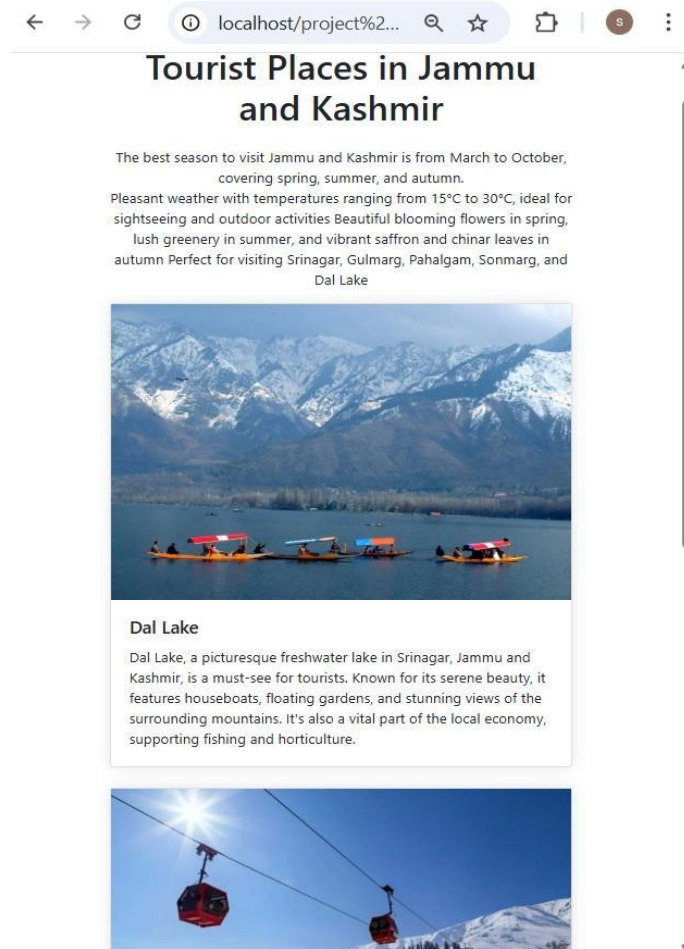 localhost/project%2...
S
Tourist Places in Jammu
and Kashmir
The best season to visit Jammu and Kashmir is from March to October,
covering spring, summer, and autumn.
Pleasant weather with temperatures ranging from 15°C to 30°C, ideal for
sightseeing and outdoor activities Beautiful blooming flowers in spring,
lush greenery in summer, and vibrant saffron and chinar leaves in
autumn Perfect for visiting Srinagar, Gulmarg, Pahalgam, Sonmarg, and
Dal Lake
Dal Lake
Dal Lake, a picturesque freshwater lake in Srinagar, Jammu and
Kashmir, is a must-see for tourists. Known for its serene beauty, it
features houseboats, floating gardens, and stunning views of the
surrounding mountains. It's also a vital part of the local economy,
supporting fishing and horticulture.